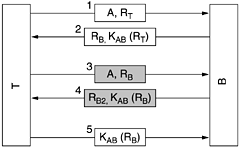 1 A, R_T
2 R_B, K_AB (R_T)
T
B
3 A, R_B
4 R_B2, K_AB (R_B)
5 K_AB (R_B)